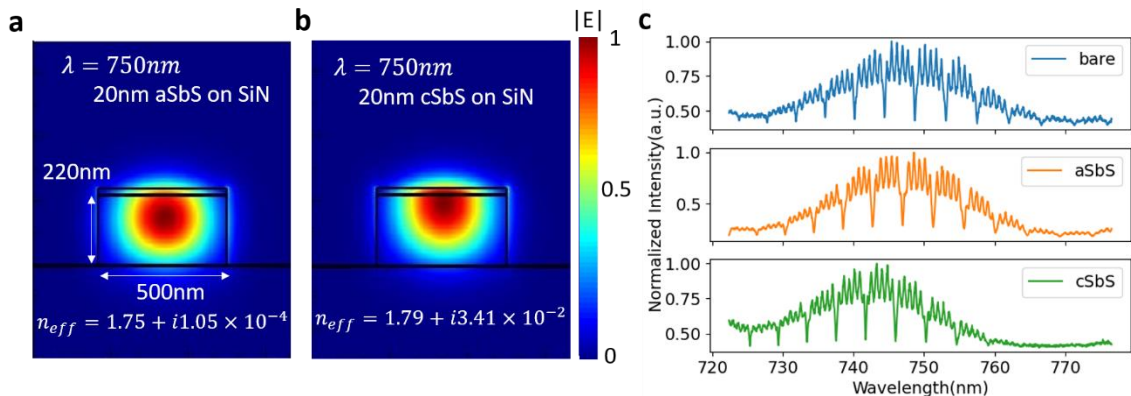 a
λ = 750nm
20nm aSbS on SiN
220nm
500nm
n_eff = 1.75 + i1.05 × 10⁻⁴
b
λ = 750nm
20nm cSbS on SiN
n_eff = 1.79 + i3.41 × 10⁻²
|E|
1
0.5
0
c
Normalized Intensity(a.u.)
1.00
0.75
0.50
bare
1.0
0.5
aSbS
1.00
0.75
0.50
cSbS
720 730 740 750 760 770
Wavelength(nm)